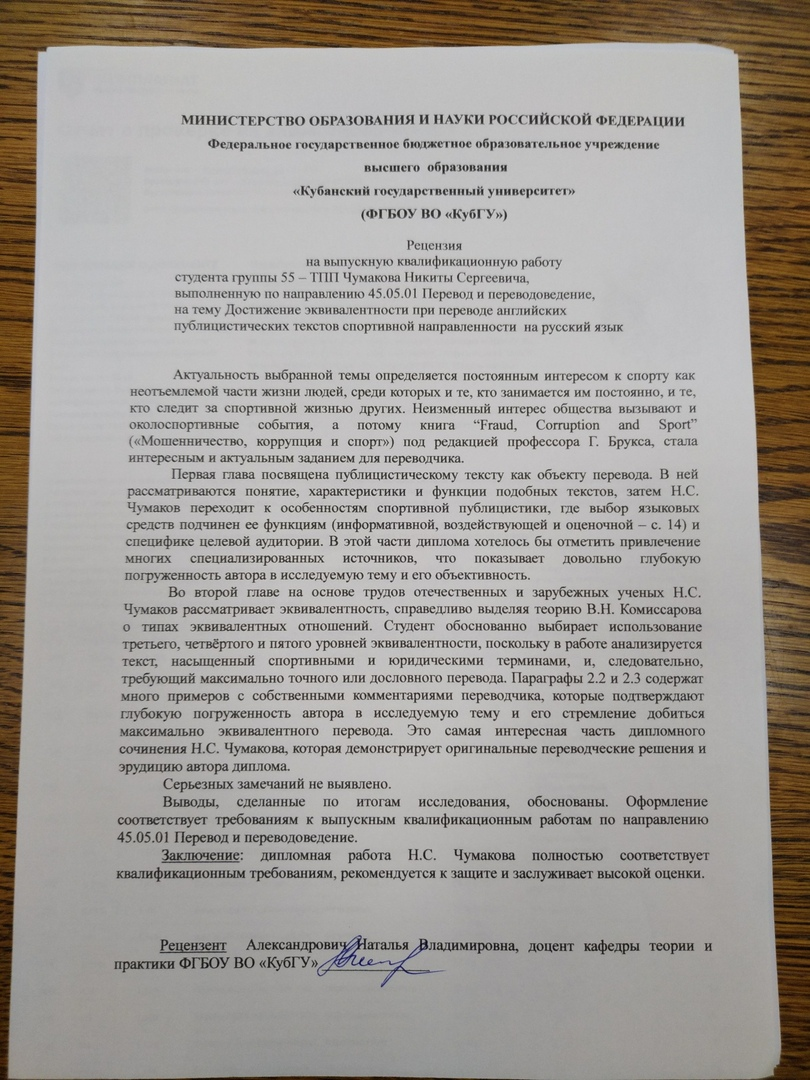 МИНИСТЕРСТВО ОБРАЗОВАНИЯ И НАУКИ РОССИЙСКОЙ ФЕДЕРАЦИИ
Федеральное государственное бюджетное образовательное учреждение
высшего образования
«Кубанский государственный университет»
(ФГБОУ ВО «КубГУ»)
Рецензия
на выпускную квалификационную работу
студента группы 55 – ТПП Чумакова Никиты Сергеевича,
выполненную по направлению 45.05.01 Перевод и переводоведение,
на тему Достижение эквивалентности при переводе английских
публицистических текстов спортивной направленности на русский язык
Актуальность выбранной темы определяется постоянным интересом к спорту как
неотъемлемой части жизни людей, среди которых и те, кто занимается им постоянно, и те,
кто следит за спортивной жизнью других. Неизменный интерес общества вызывают и
околоспортивные события, а потому книга “Fraud, Corruption and Sport”
(«Мошенничество, коррупция и спорт») под редакцией профессора Г. Брукса, стала
интересным и актуальным заданием для переводчика.
Первая глава посвящена публицистическому тексту как объекту перевода. В ней
рассматриваются понятие, характеристики и функции подобных текстов, затем Н.С.
Чумаков переходит к особенностям спортивной публицистики, где выбор языковых
средств подчинен ее функциям (информативной, воздействующей и оценочной – с. 14) и
специфике целевой аудитории. В этой части диплома хотелось бы отметить привлечение
многих специализированных источников, что показывает довольно глубокую
погруженность автора в исследуемую тему и его объективность.
Во второй главе на основе трудов отечественных и зарубежных ученых Н.С.
Чумаков рассматривает эквивалентность, справедливо выделяя теорию В.Н. Комиссарова
о типах эквивалентных отношений. Студент обоснованно выбирает использование
третьего, четвёртого и пятого уровней эквивалентности, поскольку в работе анализируется
текст, насыщенный спортивными и юридическими терминами, и, следовательно,
требующий максимально точного или дословного перевода. Параграфы 2.2 и 2.3 содержат
много примеров с собственными комментариями переводчика, которые подтверждают
глубокую погруженность автора в исследуемую тему и его стремление добиться
максимально эквивалентного перевода. Это самая интересная часть дипломного
сочинения Н.С. Чумакова, которая демонстрирует оригинальные переводческие решения и
эрудицию автора диплома.
Серьезных замечаний не выявлено.
Выводы, сделанные по итогам исследования, обоснованы. Оформление
соответствует требованиям к выпускным квалификационным работам по направлению
45.05.01 Перевод и переводоведение.
Заключение: дипломная работа Н.С. Чумакова полностью соответствует
квалификационным требованиям, рекомендуется к защите и заслуживает высокой оценки.
Рецензент Александрович Наталья Владимировна, доцент кафедры теории и
практики ФГБОУ ВО «КубГУ»